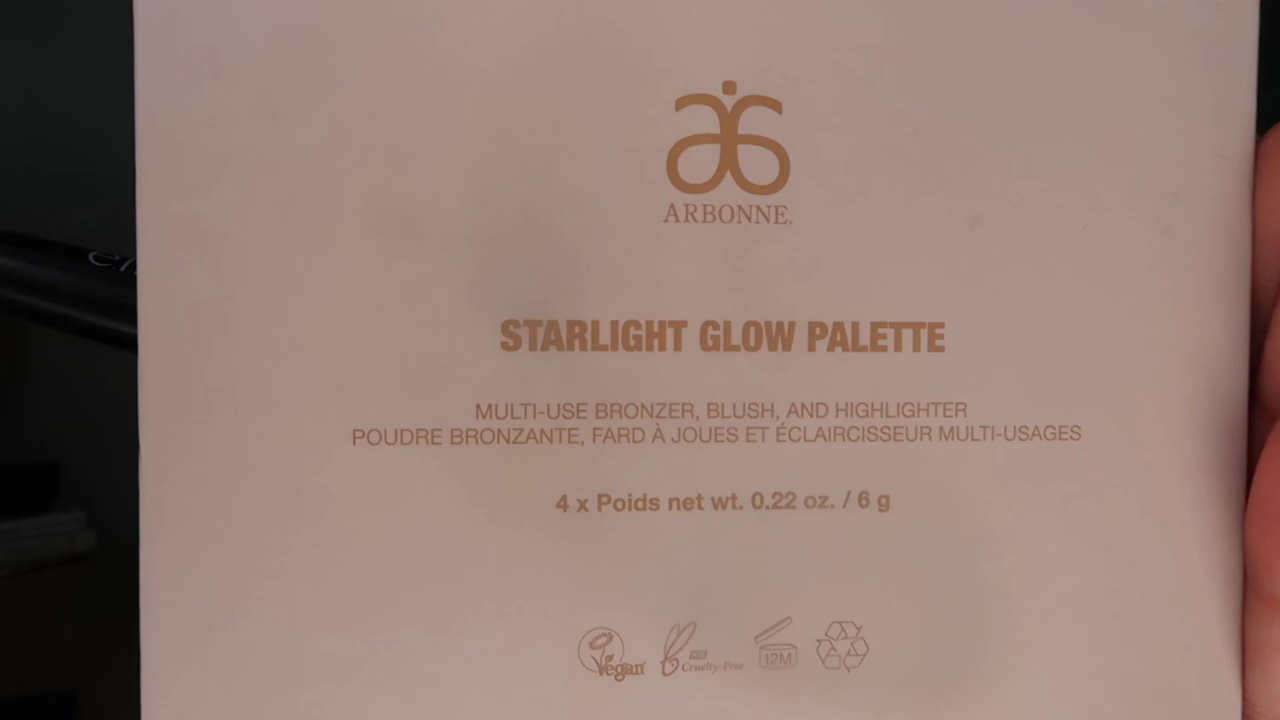 ARBONNE.
STARLIGHT GLOW PALETTE
MULTI-USE BRONZER, BLUSH, AND HIGHLIGHTER
POUDRE BRONZANTE, FARD À JOUES ET ÉCLAIRCISSEUR MULTI-USAGES
4 x Poids net wt. 0.22 oz. / 6 g
Vegan Cruelty-Free 12M